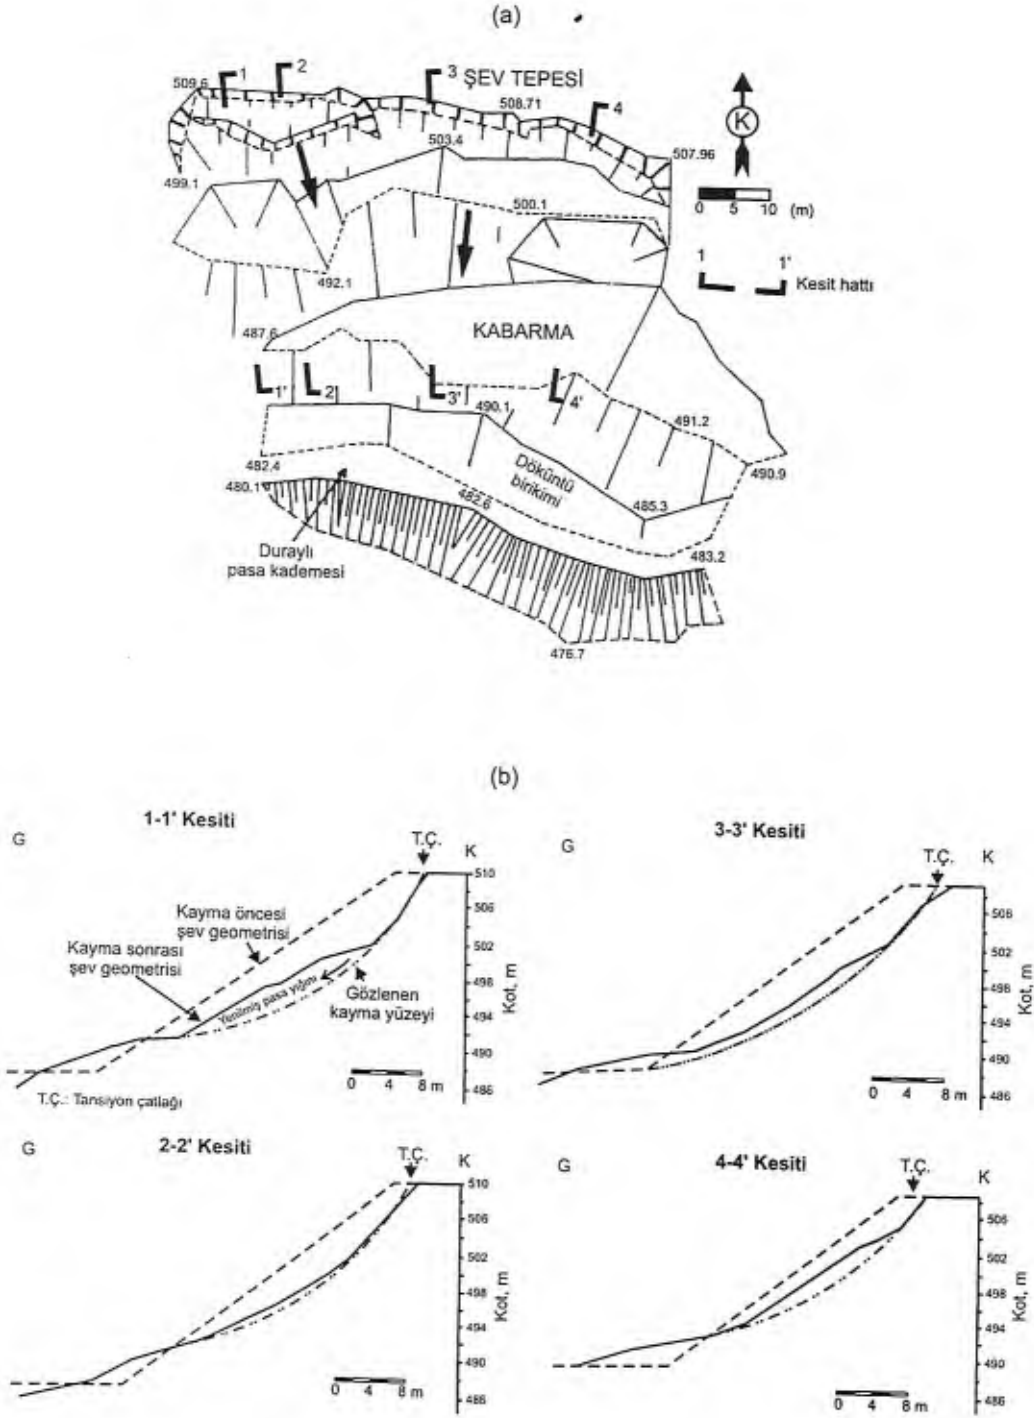 (a)
ŞEV TEPESİ
509.6
1
2
3
508.71
4
K
507.96
503.4
499.1
0 5 10 (m)
500.1
1 1'
Kesit hattı
492.1
487.6
KABARMA
1'
2
3'
4'
490.1
491.2
482.4
Döküntü
birikimi
490.9
480.1
482.6
485.3
483.2
Duraylı
pasa kademesi
476.7
(b)
1-1' Kesiti
G
T.Ç.
K
510
506
502
498
494
490
486
Kot, m
Kayma öncesi
şev geometrisi
Kayma sonrası
şev geometrisi
Yenilmiş pasa yığını
Gözlenen
kayma yüzeyi
0 4 8 m
T.Ç.: Tansiyon çatlağı
3-3' Kesiti
G
T.Ç.
K
506
502
498
494
490
486
Kot, m
0 4 8 m
2-2' Kesiti
G
T.Ç.
K
510
506
502
498
494
490
486
Kot, m
0 4 8 m
4-4' Kesiti
G
T.Ç.
K
506
502
498
494
490
486
Kot, m
0 4 8 m